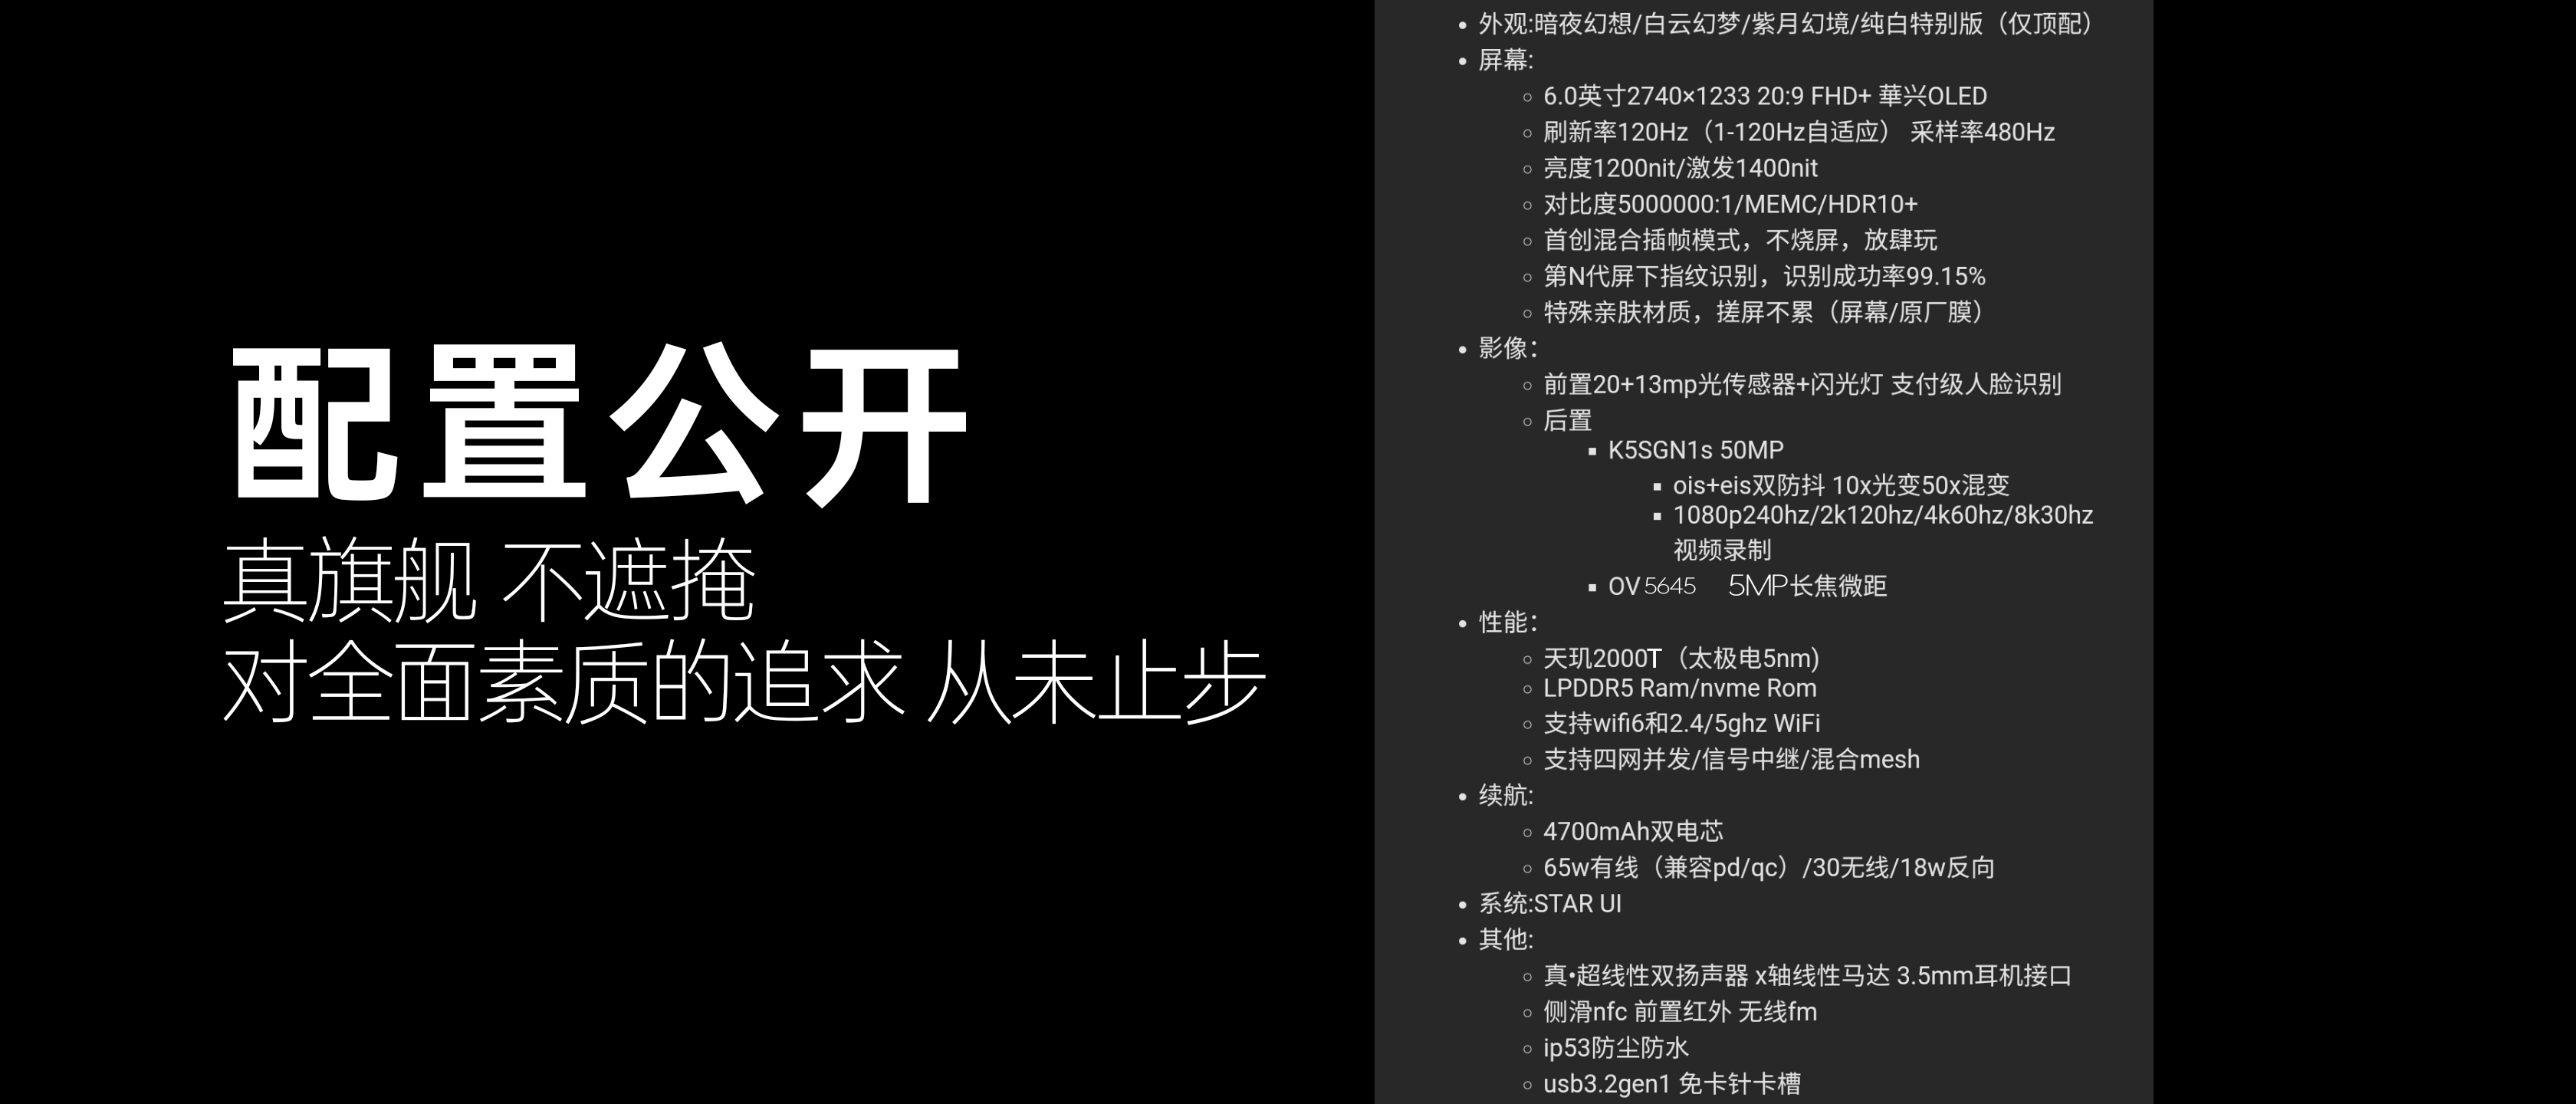 配置公开
真旗舰 不遮掩
对全面素质的追求 从未止步
外观:暗夜幻想/白云幻梦/紫月幻境/纯白特别版（仅顶配）
屏幕:
6.0英寸2740×1233 20:9 FHD+ 華兴OLED
刷新率120Hz（1-120Hz自适应） 采样率480Hz
亮度1200nit/激发1400nit
对比度5000000:1/MEMC/HDR10+
首创混合插帧模式，不烧屏，放肆玩
第N代屏下指纹识别，识别成功率99.15%
特殊亲肤材质，搓屏不累（屏幕/原厂膜）
影像：
前置20+13mp光传感器+闪光灯 支付级人脸识别
后置
K5SGN1s 50MP
ois+eis双防抖 10x光变50x混变
1080p240hz/2k120hz/4k60hz/8k30hz
视频录制
OV 5645 5MP长焦微距
性能：
天玑2000T（太极电5nm)
LPDDR5 Ram/nvme Rom
支持wifi6和2.4/5ghz WiFi
支持四网并发/信号中继/混合mesh
续航:
4700mAh双电芯
65w有线（兼容pd/qc）/30无线/18w反向
系统:STAR UI
其他:
真•超线性双扬声器 x轴线性马达 3.5mm耳机接口
侧滑nfc 前置红外 无线fm
ip53防尘防水
usb3.2gen1 免卡针卡槽